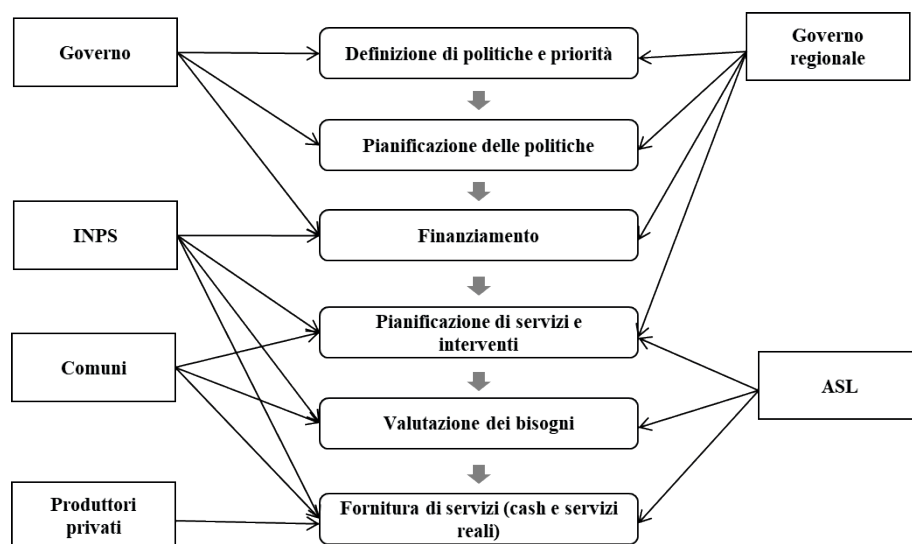 Governo
Definizione di politiche e priorità
Governo
regionale
Pianificazione delle politiche
INPS
Finanziamento
Pianificazione di servizi e
interventi
Comuni
ASL
Valutazione dei bisogni
Produttori
privati
Fornitura di servizi (cash e servizi
reali)